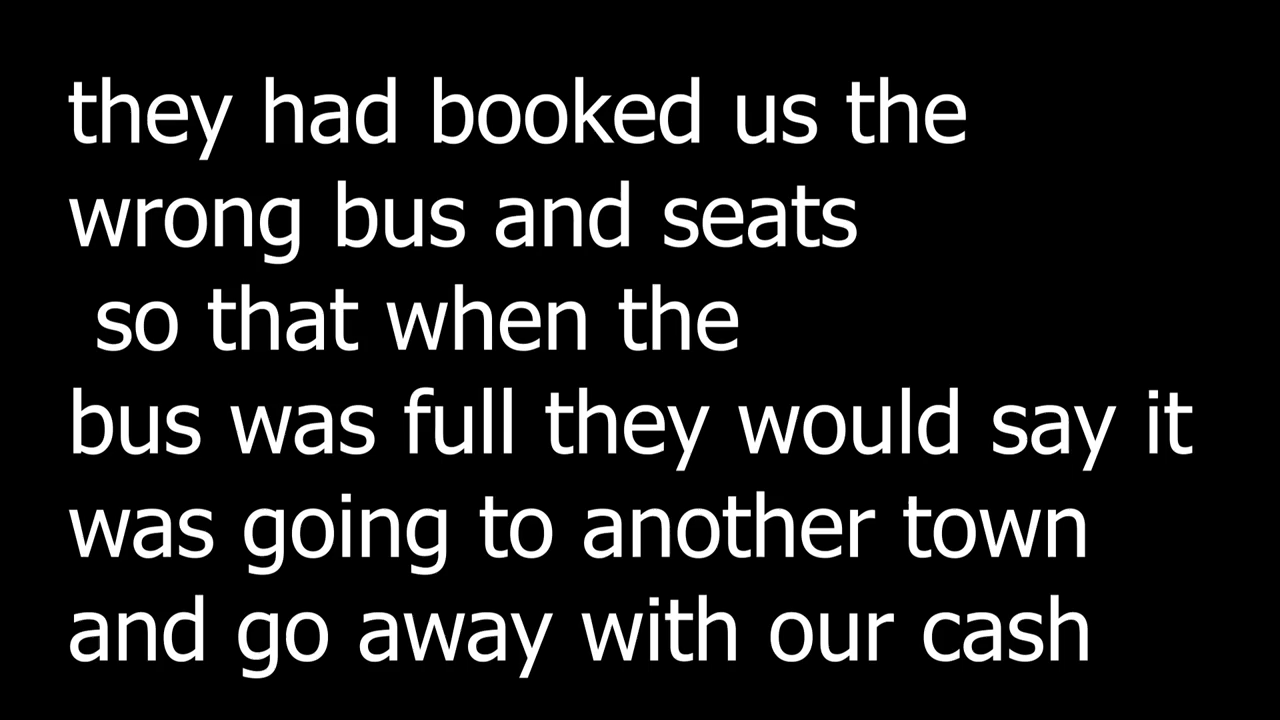 they had booked us the
wrong bus and seats
so that when the
bus was full they would say it
was going to another town
and go away with our cash